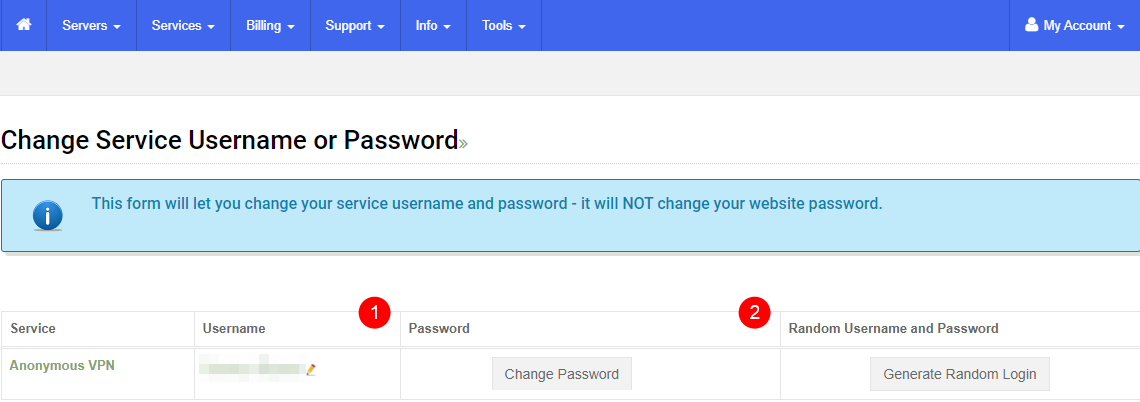 Servers Services Billing Support Info Tools My Account
Change Service Username or Password»
This form will let you change your service username and password - it will NOT change your website password.
1 2
Service Username Password Random Username and Password
Anonymous VPN Change Password Generate Random Login